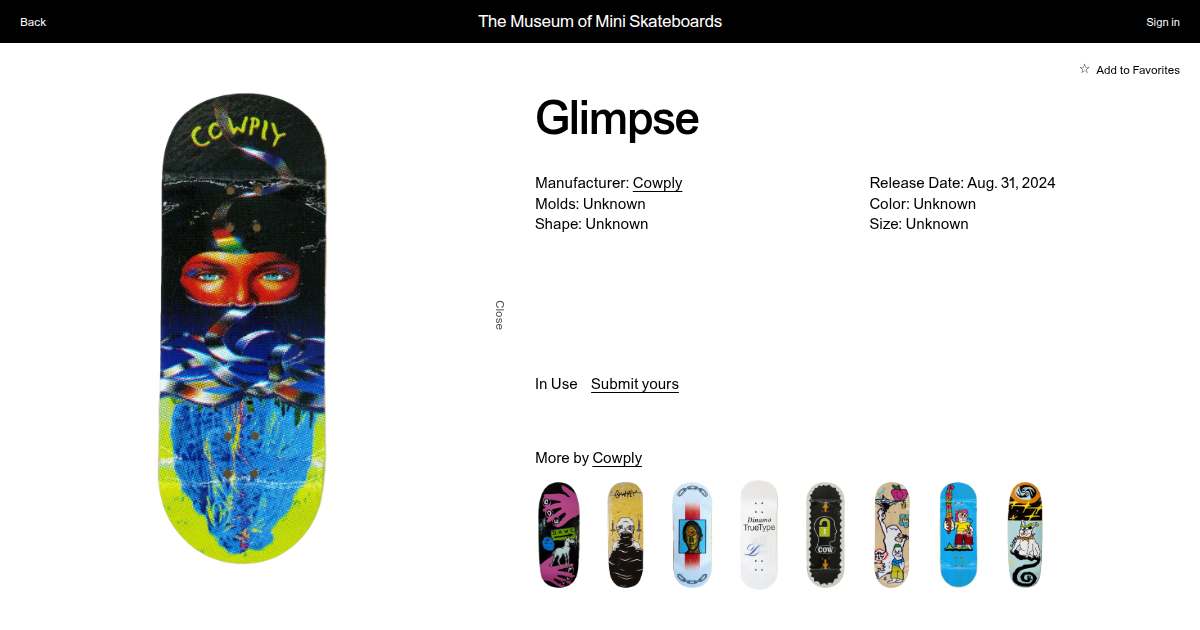 Back
The Museum of Mini Skateboards
Sign in
☆ Add to Favorites
COWPLY
Glimpse
Manufacturer: Cowply
Molds: Unknown
Shape: Unknown
Release Date: Aug. 31, 2024
Color: Unknown
Size: Unknown
Close
In Use Submit yours
More by Cowply
Dinamo
TrueType
COW